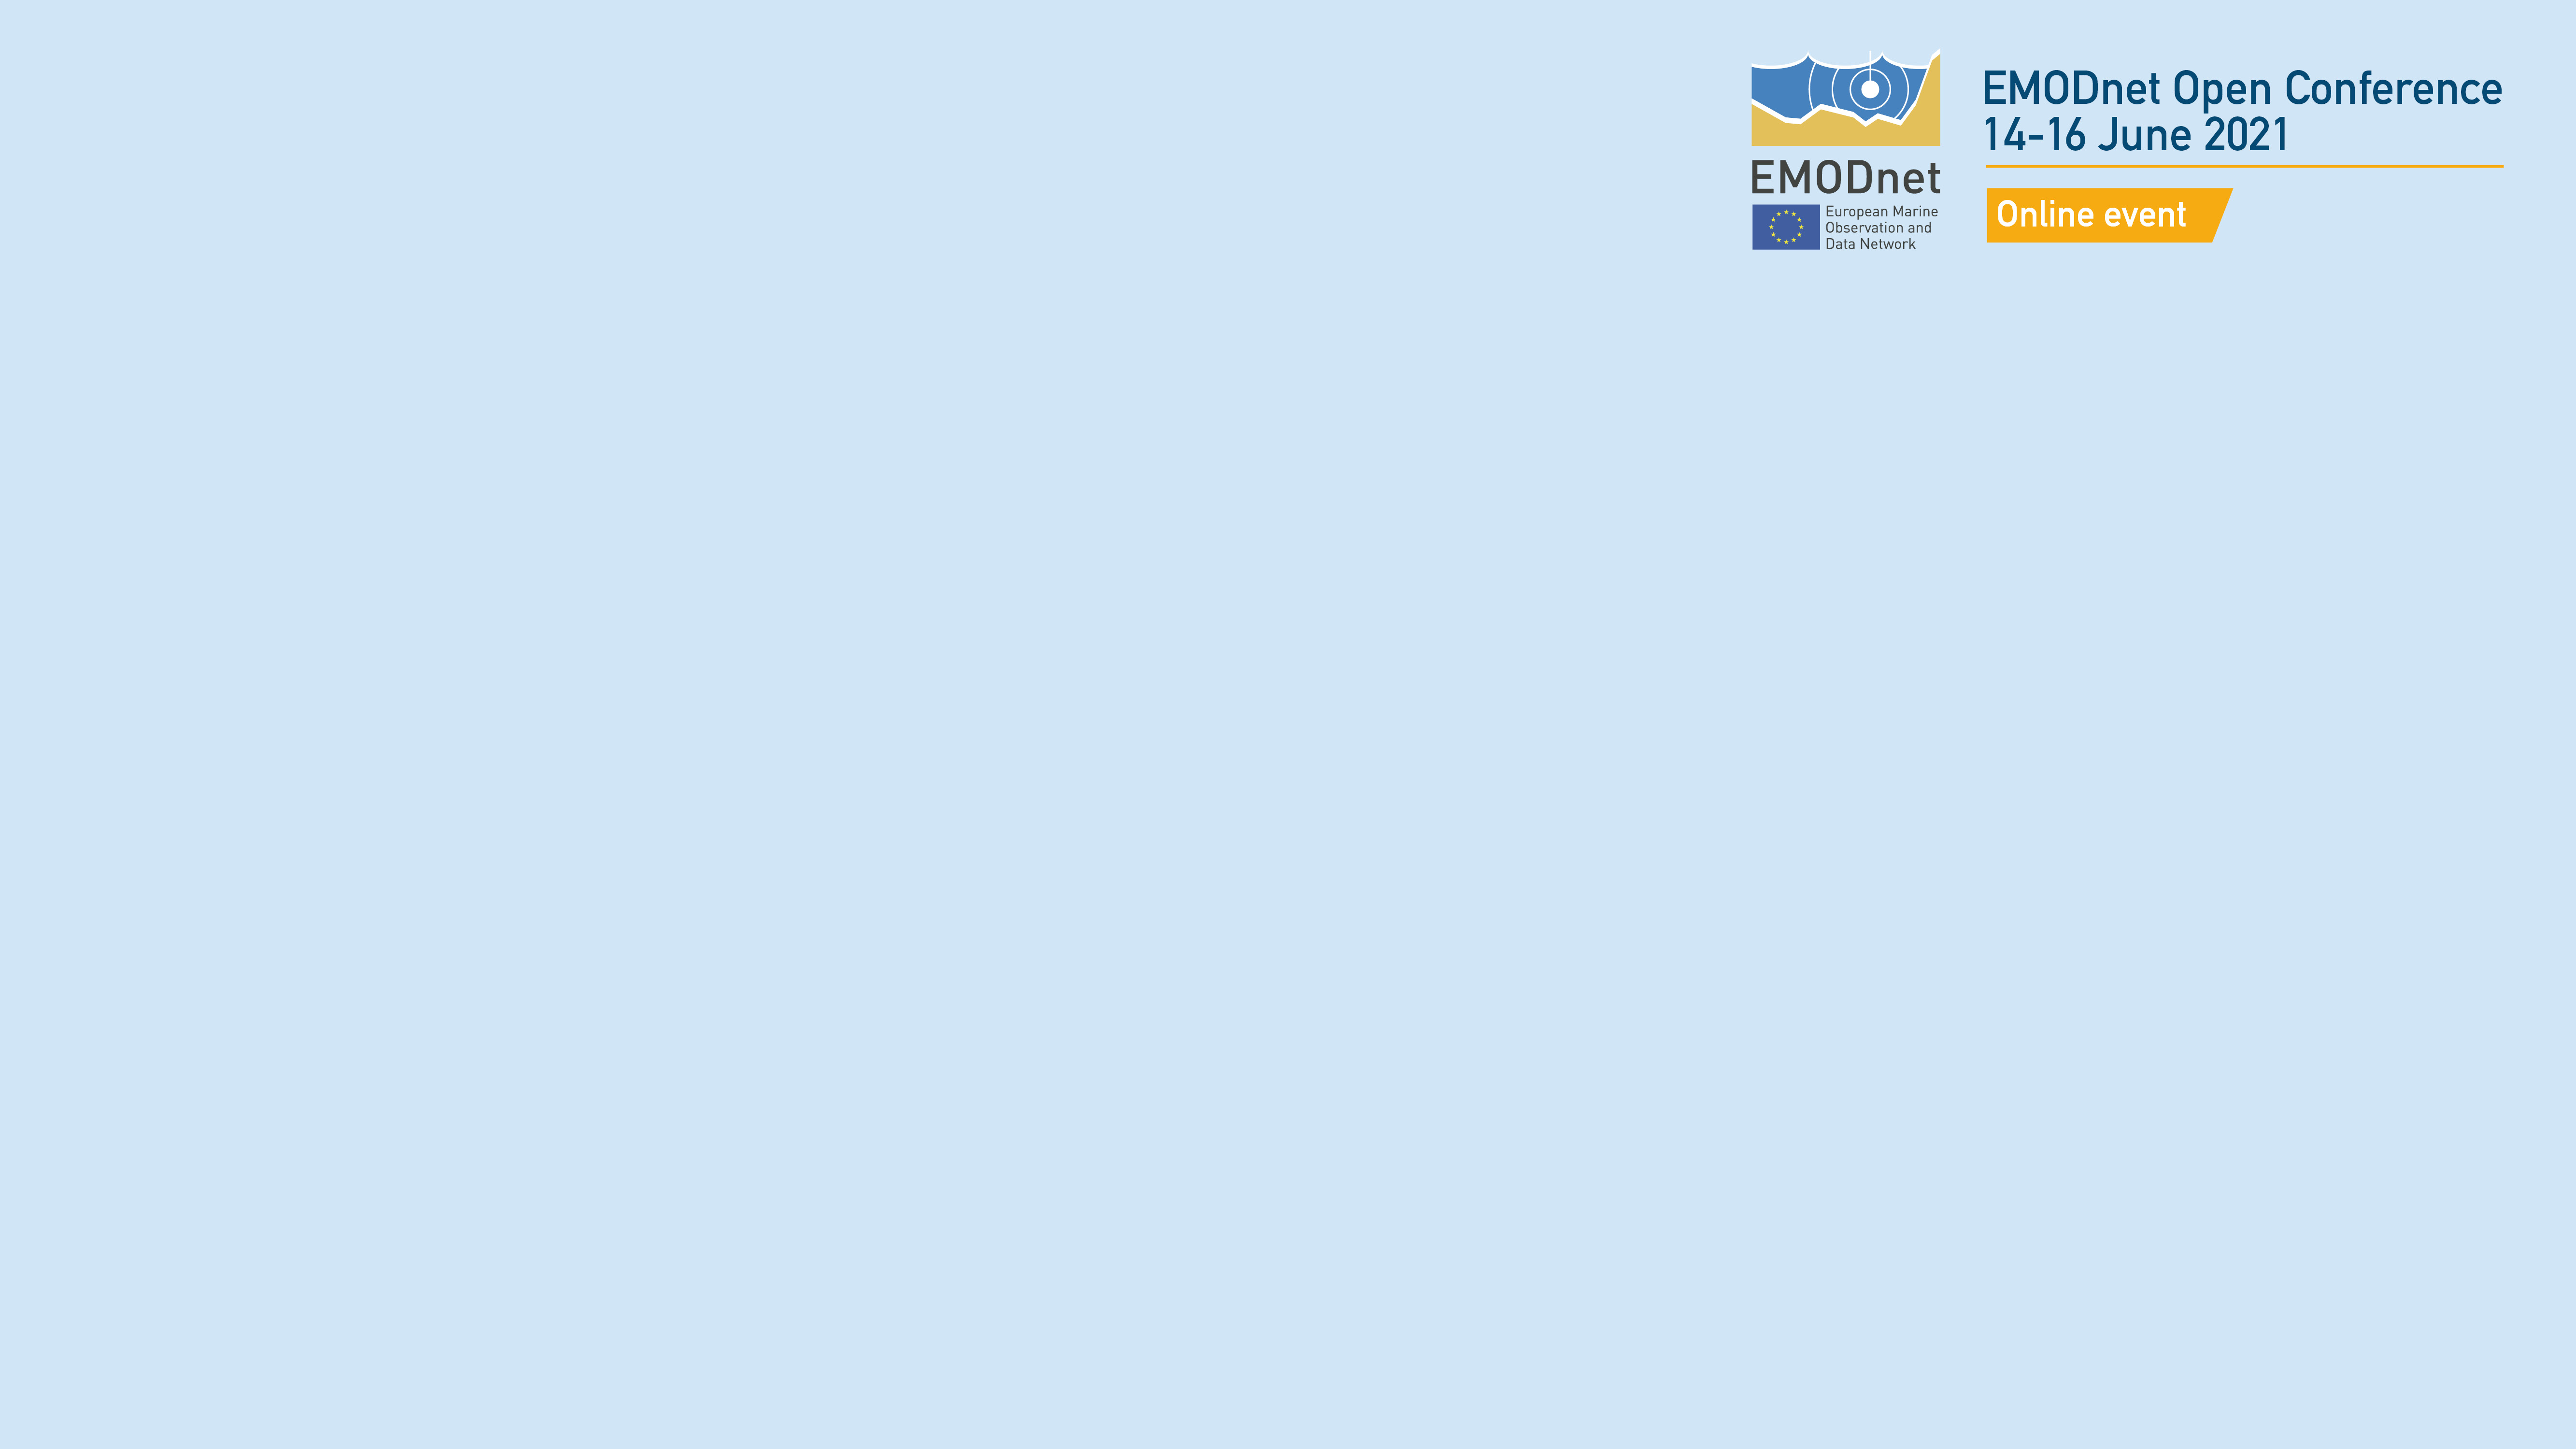 EMODnet
European Marine
Observation and
Data Network
EMODnet Open Conference
14-16 June 2021
Online event